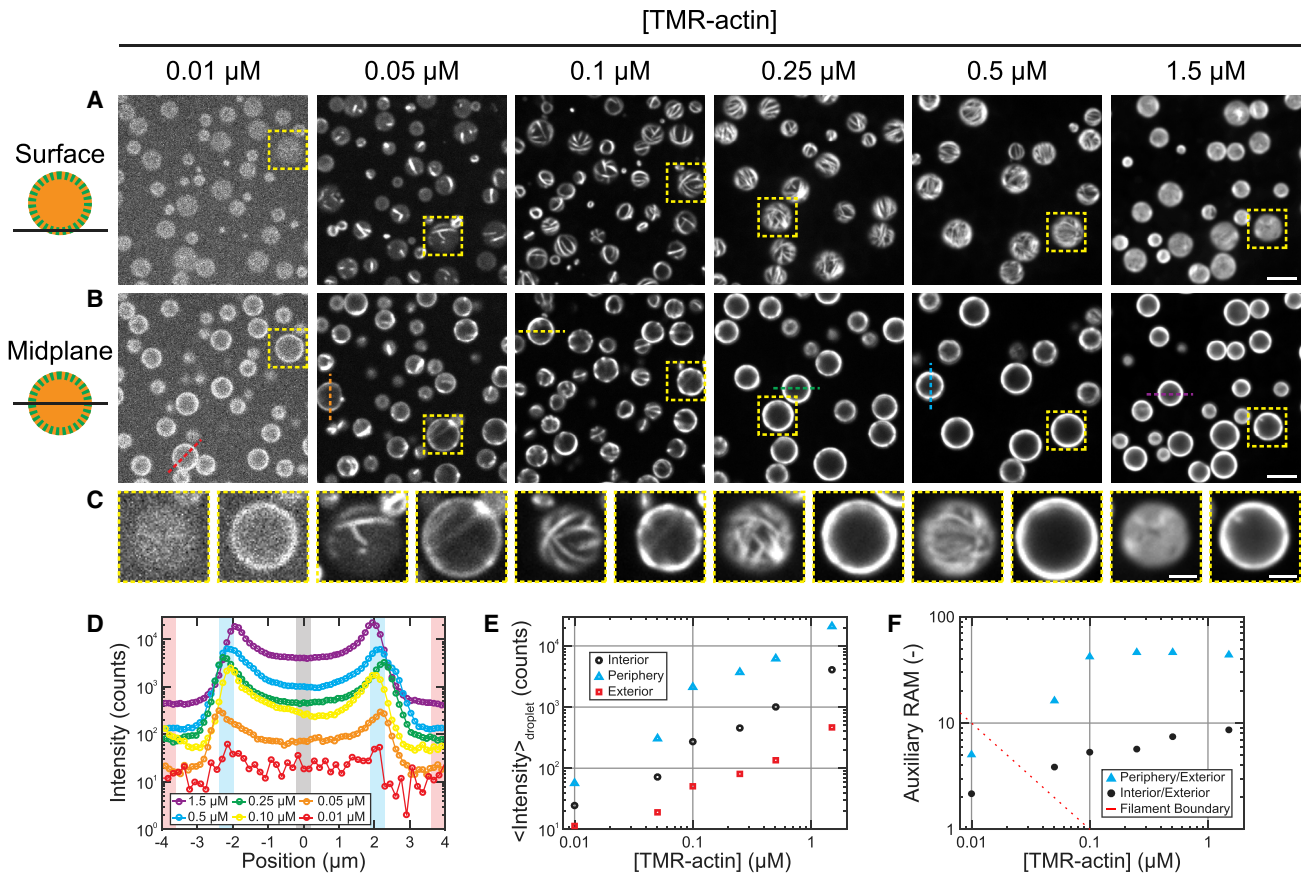 [TMR-actin]
0.01 µM 0.05 µM 0.1 µM 0.25 µM 0.5 µM 1.5 µM
A
Surface
B
Midplane
C
D
Intensity (counts)
10⁴
10³
10²
10¹
10⁰
1.5 µM 0.25 µM 0.05 µM
0.5 µM 0.10 µM 0.01 µM
-4 -3 -2 -1 0 1 2 3 4
Position (µm)
E
<Intensity>droplet (counts)
10⁴
10³
10²
10¹
Interior
Periphery
Exterior
0.01 0.1 1
[TMR-actin] (µM)
F
Auxiliary RAM (-)
100
10
1
Periphery/Exterior
Interior/Exterior
Filament Boundary
0.01 0.1 1
[TMR-actin] (µM)